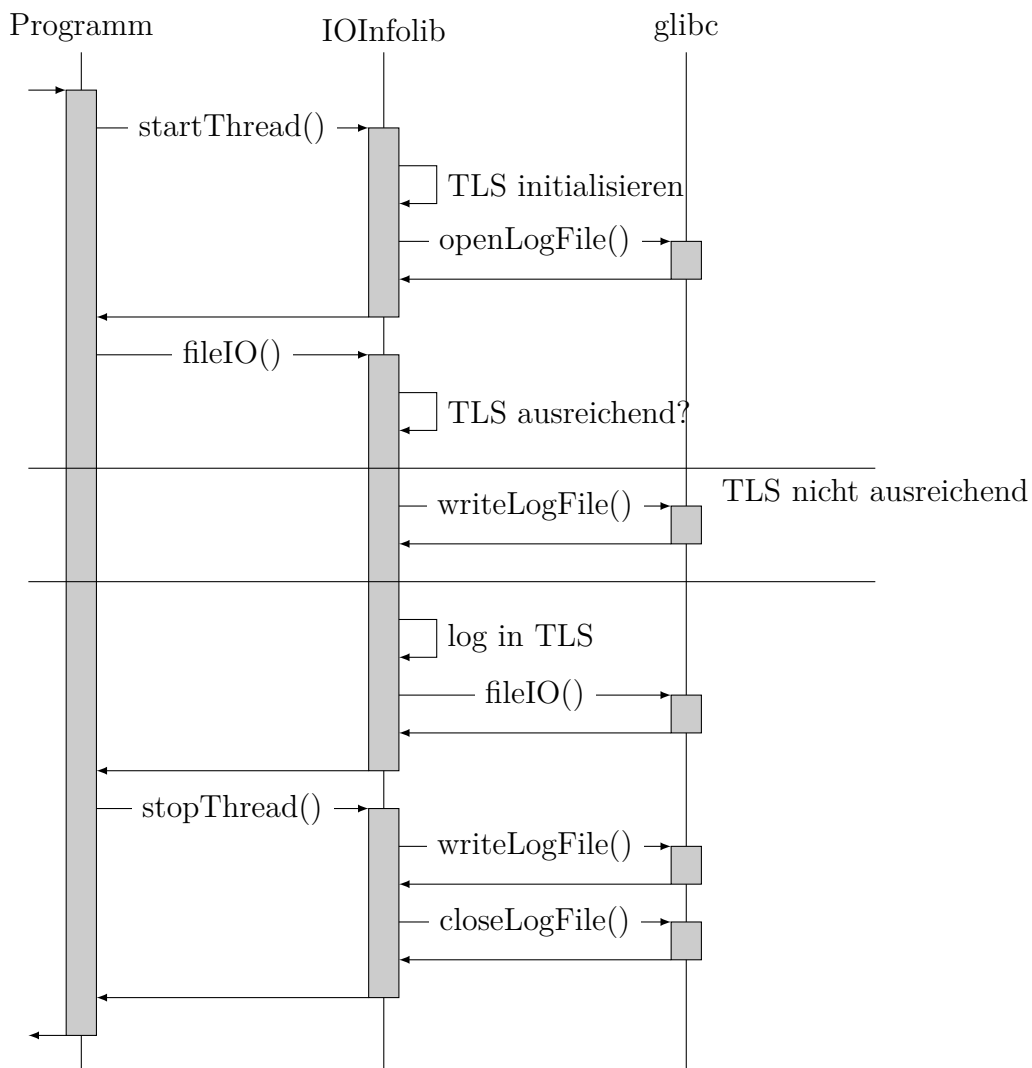 Programm
IOInfolib
glibc
startThread()
TLS initialisieren
openLogFile()
fileIO()
TLS ausreichend?
TLS nicht ausreichend
writeLogFile()
log in TLS
fileIO()
stopThread()
writeLogFile()
closeLogFile()